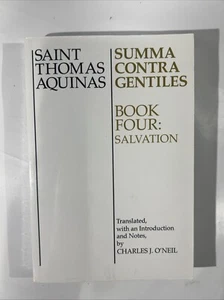 SAINT
THOMAS
AQUINAS
SUMMA
CONTRA
GENTILES
BOOK
FOUR:
SALVATION
Translated,
with an Introduction
and Notes,
by
CHARLES J. O'NEIL